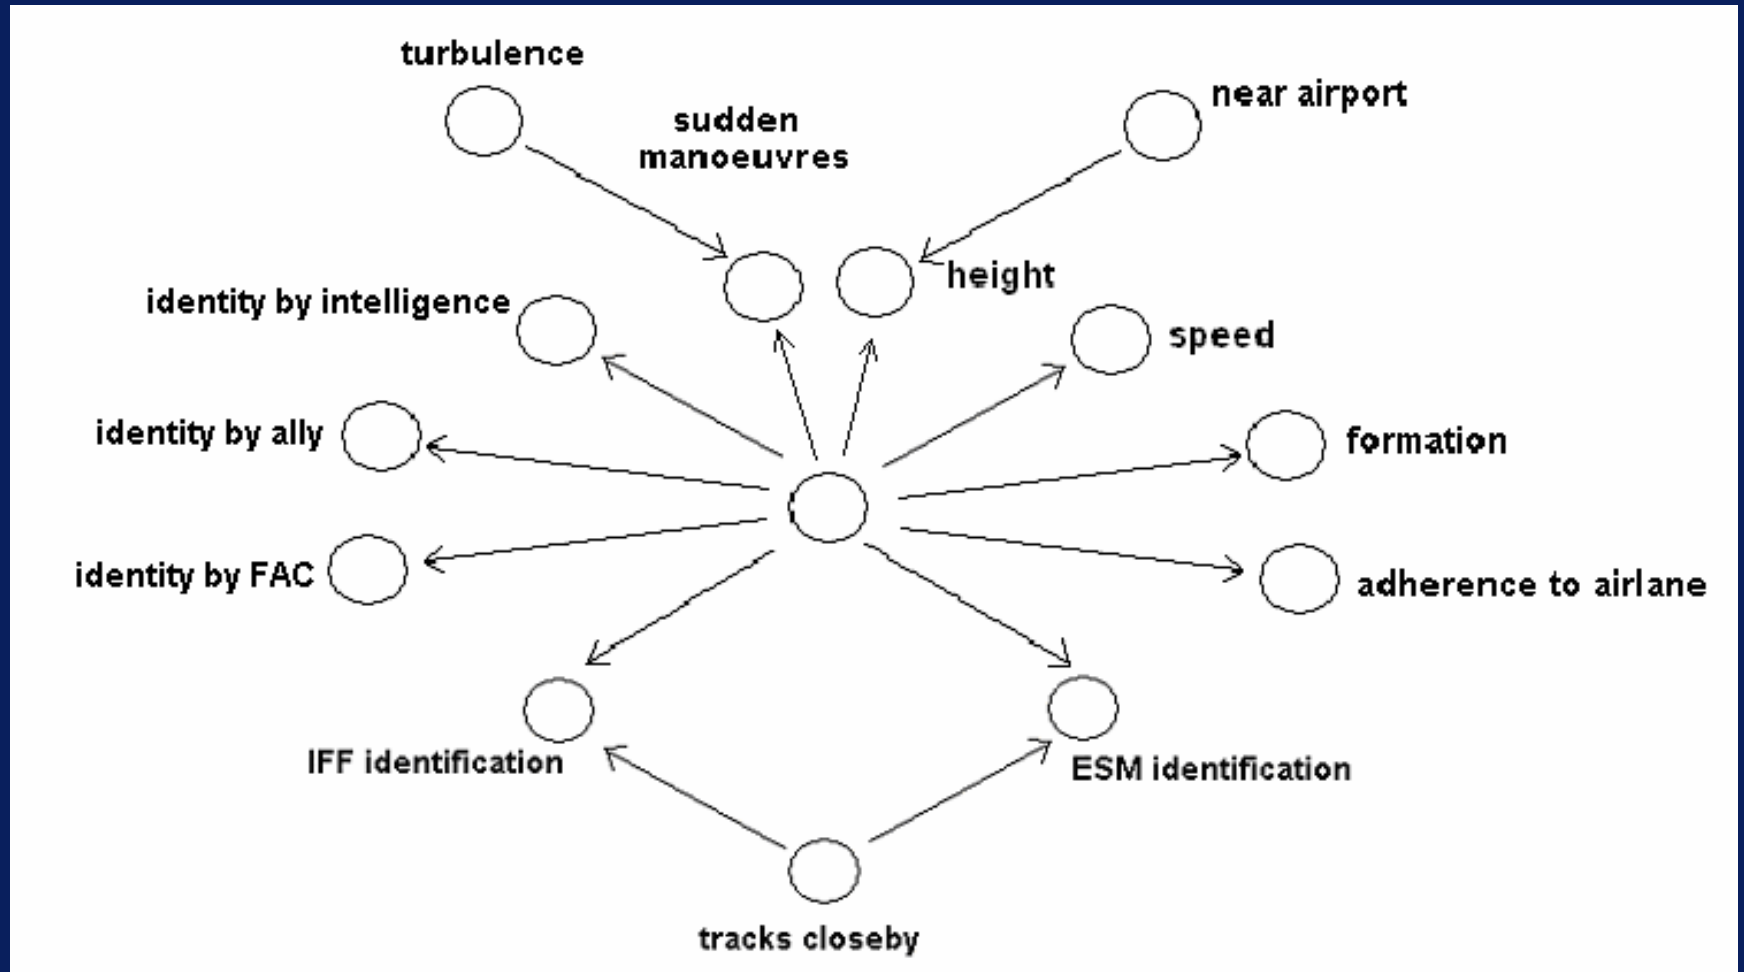 turbulence
near airport
sudden
manoeuvres
height
identity by intelligence
speed
identity by ally
formation
identity by FAC
adherence to airlane
IFF identification
ESM identification
tracks closeby